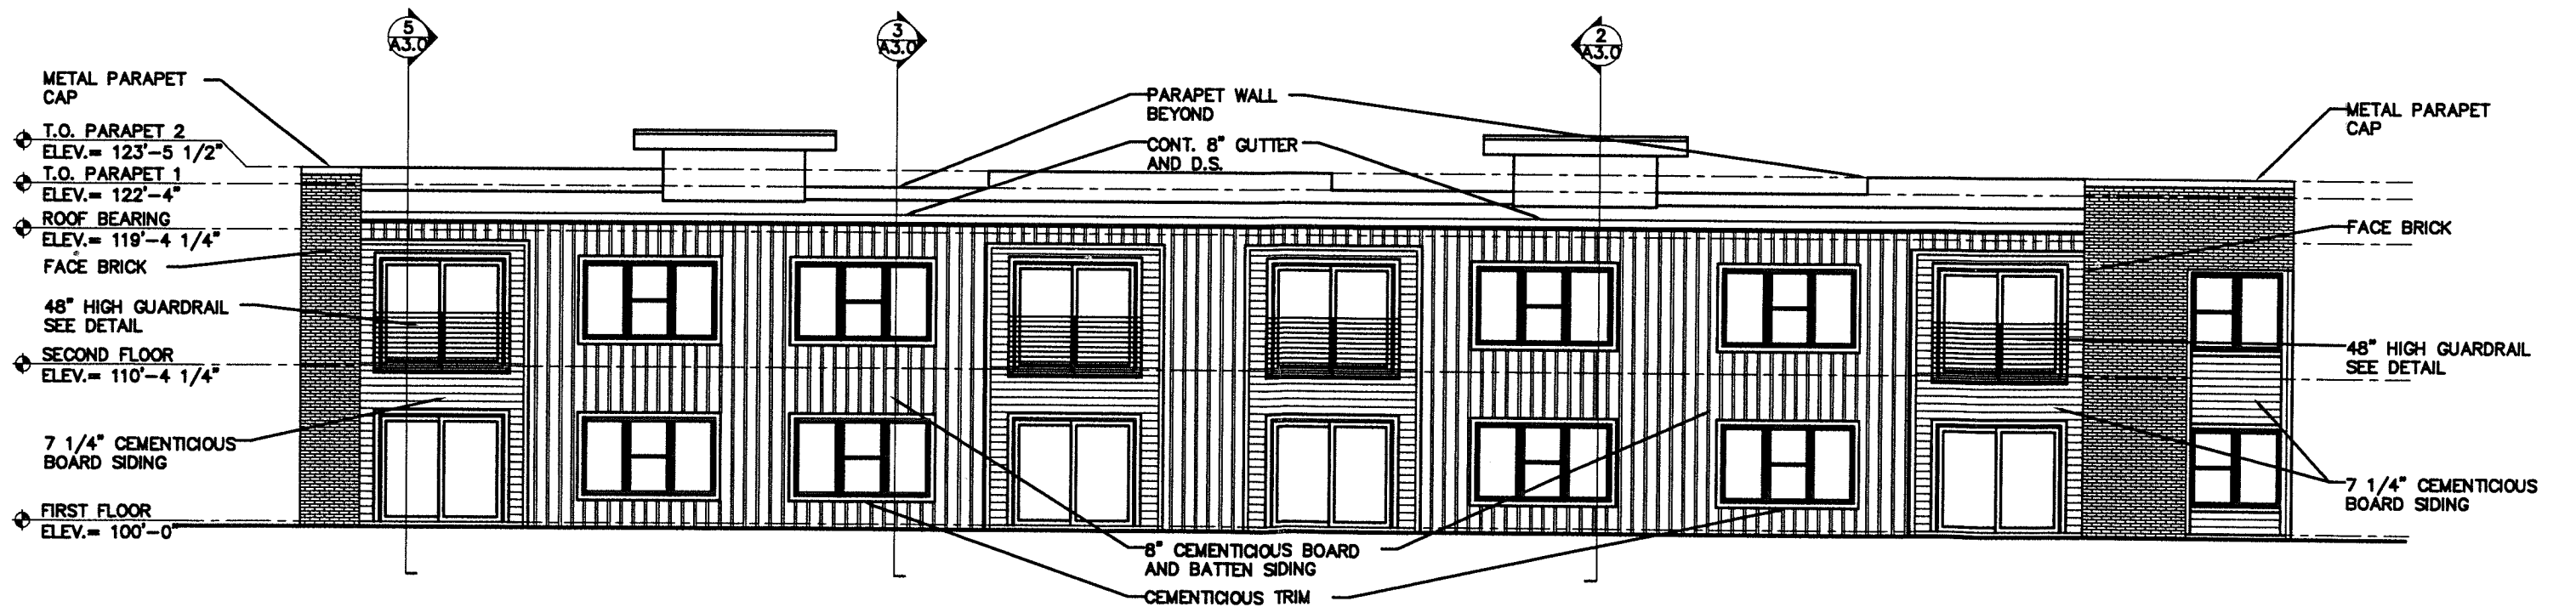 5
A3.0
3
A3.0
2
A3.0
METAL PARAPET
CAP
T.O. PARAPET 2
ELEV.= 123'-5 1/2"
T.O. PARAPET 1
ELEV.= 122'-4"
ROOF BEARING
ELEV.= 119'-4 1/4"
FACE BRICK
48" HIGH GUARDRAIL
SEE DETAIL
SECOND FLOOR
ELEV.= 110'-4 1/4"
7 1/4" CEMENTICIOUS
BOARD SIDING
FIRST FLOOR
ELEV.= 100'-0"
PARAPET WALL
BEYOND
CONT. 8" GUTTER
AND D.S.
8" CEMENTICIOUS BOARD
AND BATTEN SIDING
CEMENTICIOUS TRIM
METAL PARAPET
CAP
FACE BRICK
48" HIGH GUARDRAIL
SEE DETAIL
7 1/4" CEMENTICIOUS
BOARD SIDING